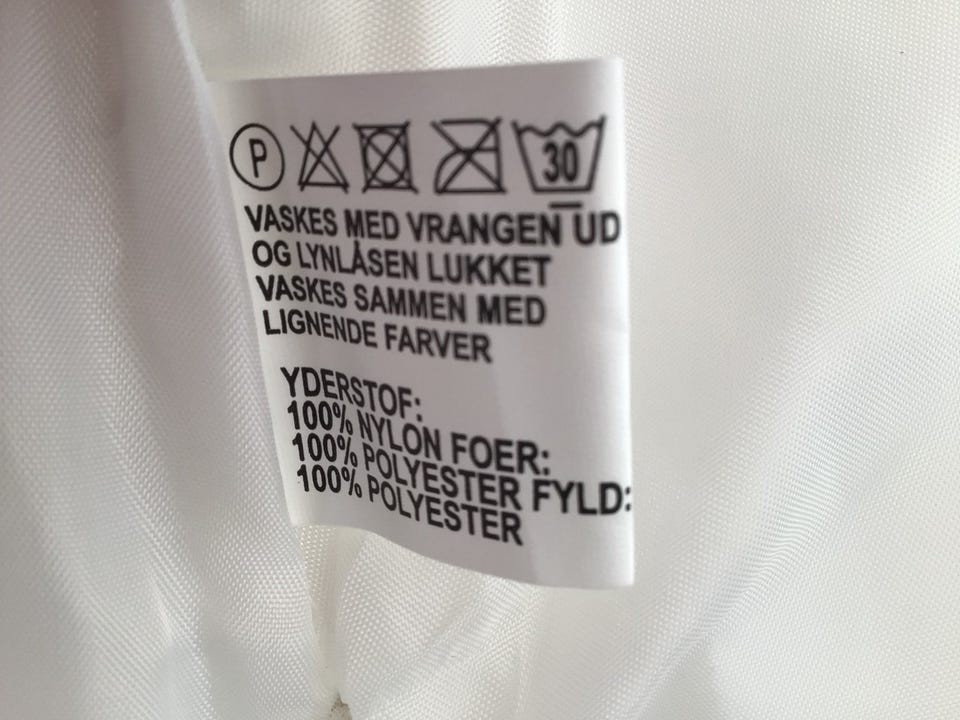 P 30
VASKES MED VRANGEN UD
OG LYNLÅSEN LUKKET
VASKES SAMMEN MED
LIGNENDE FARVER
YDERSTOF:
100% NYLON FOER:
100% POLYESTER FYLD:
100% POLYESTER